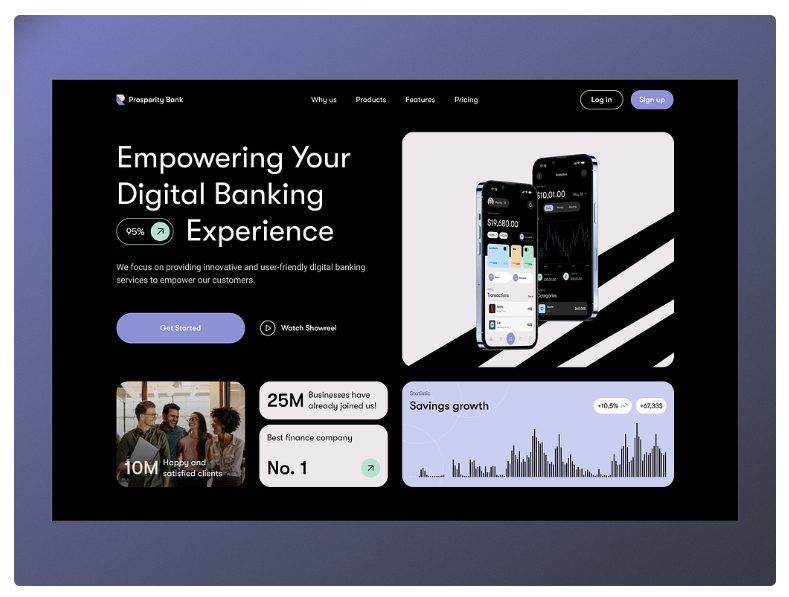 Prosperity Bank
Why us
Products
Features
Pricing
Log in
Sign up
Empowering Your
Digital Banking
95% Experience
We focus on providing innovative and user-friendly digital banking
services to empower our customers.
Get Started
Watch Showreel
$19,680.00
Transactions
$10,01.00
Categories
10M Happy and
satisfied clients
25M Businesses have
already joined us!
Best finance company
No. 1
Statistic
Savings growth
+10,5%
+67,33$